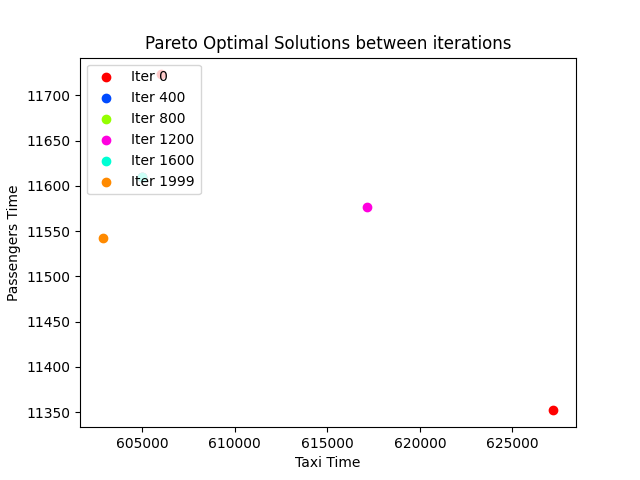 Pareto Optimal Solutions between iterations
Iter 0
Iter 400
Iter 800
Iter 1200
Iter 1600
Iter 1999
11700
11650
11600
11550
11500
11450
11400
11350
Passengers Time
605000 610000 615000 620000 625000
Taxi Time